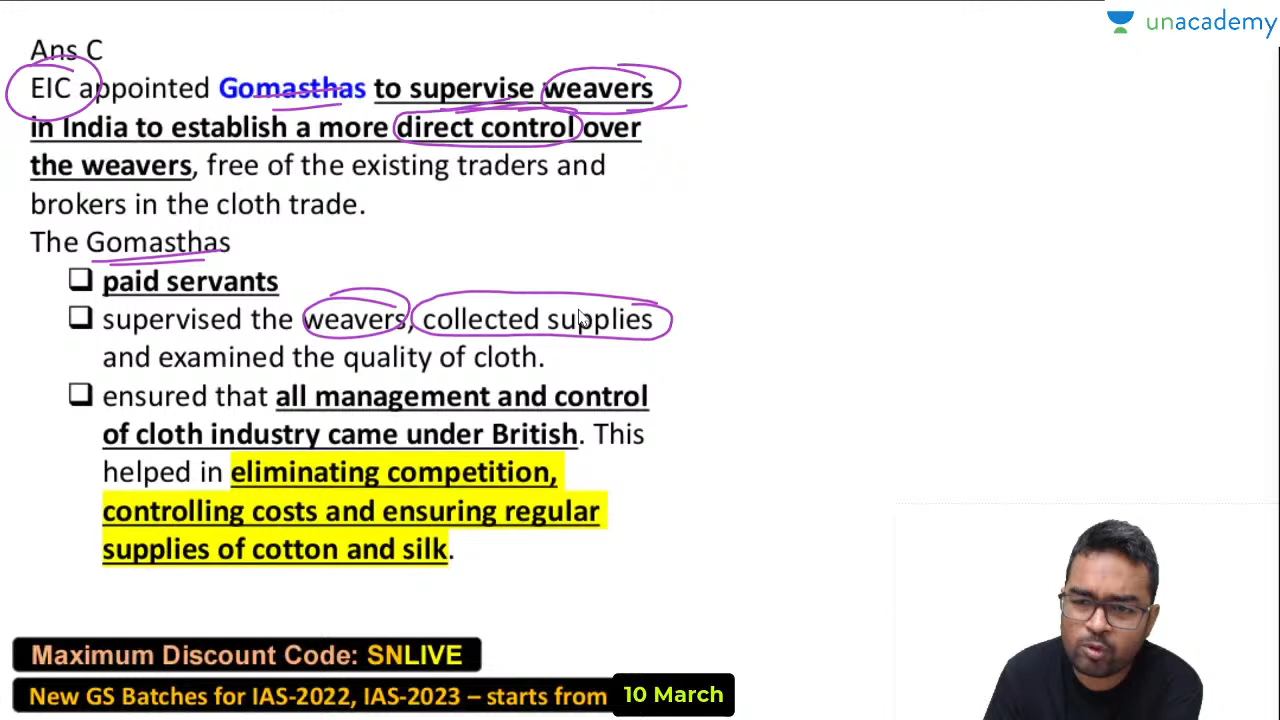 unacademy
Ans C
EIC appointed Gomasthas to supervise weavers
in India to establish a more direct control over
the weavers, free of the existing traders and
brokers in the cloth trade.
The Gomasthas
❑ paid servants
❑ supervised the weavers, collected supplies
and examined the quality of cloth.
❑ ensured that all management and control
of cloth industry came under British. This
helped in eliminating competition,
controlling costs and ensuring regular
supplies of cotton and silk.
Maximum Discount Code: SNLIVE
New GS Batches for IAS-2022, IAS-2023 – starts from 10 March